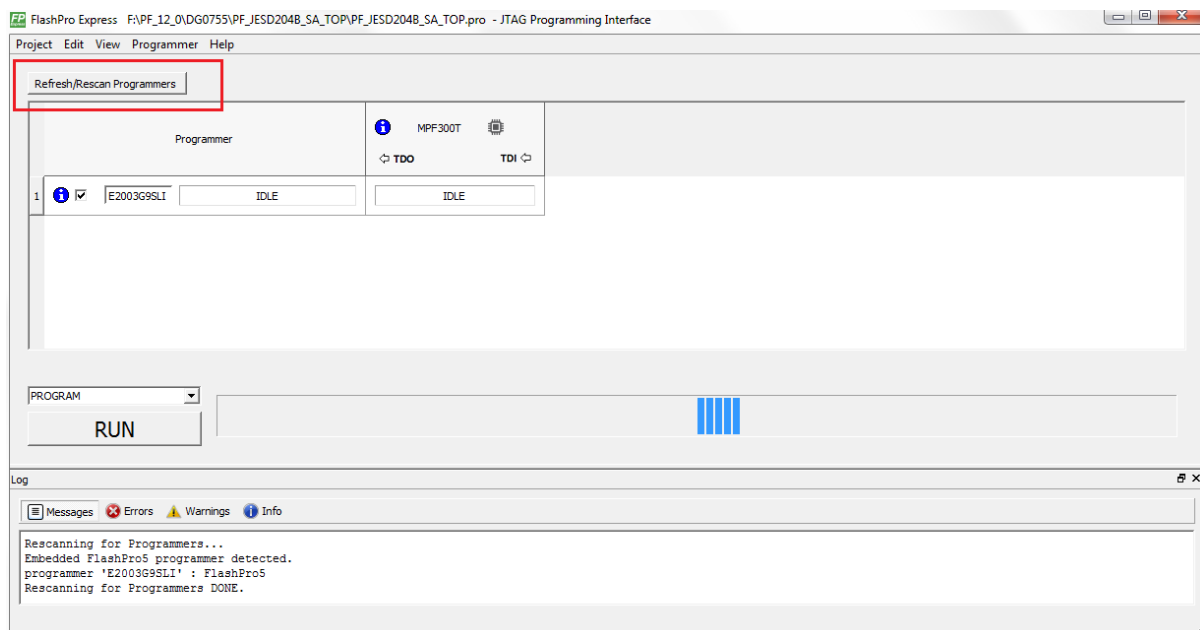 FP FlashPro Express F:\PF_12_0\DG0755\PF_JESD204B_SA_TOP\PF_JESD204B_SA_TOP.pro - JTAG Programming Interface
Project Edit View Programmer Help
Refresh/Rescan Programmers
Programmer
MPF300T
TDO TDI
1 E2003G9SLI IDLE IDLE
PROGRAM
RUN
Log
Messages Errors Warnings Info
Rescanning for Programmers...
Embedded FlashPro5 programmer detected.
programmer 'E2003G9SLI' : FlashPro5
Rescanning for Programmers DONE.